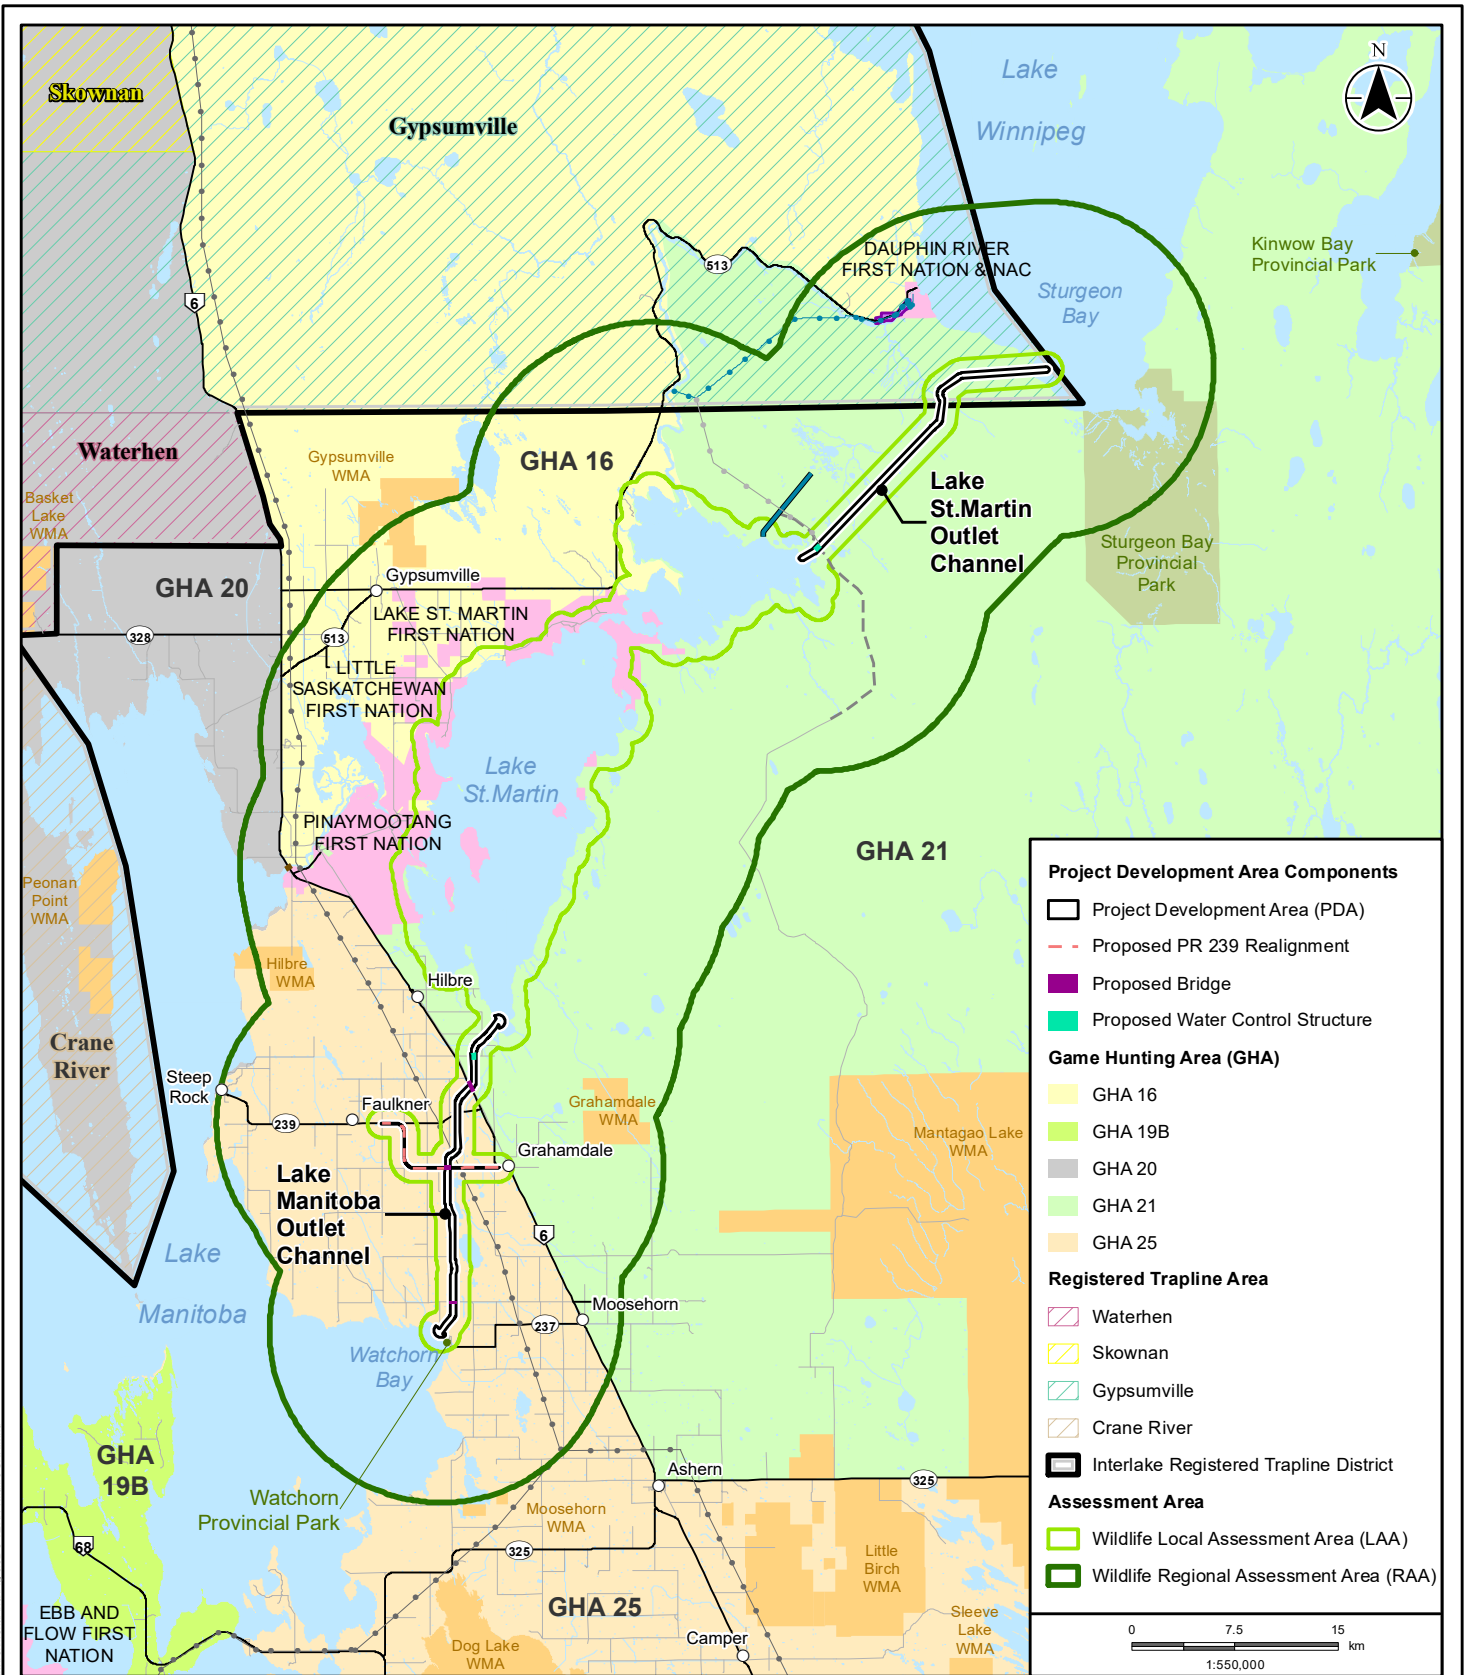 N
Lake
Winnipeg
Skownan
Gypsumville
Kinwow Bay
Provincial Park
DAUPHIN RIVER
FIRST NATION & NAC
513
Sturgeon
Bay
6
Waterhen
Gypsumville
WMA
GHA 16
Basket
Lake
WMA
Lake
St.Martin
Outlet
Channel
Sturgeon Bay
Provincial
Park
GHA 20
Gypsumville
LAKE ST. MARTIN
FIRST NATION
328
513
LITTLE
SASKATCHEWAN
FIRST NATION
Lake
St.Martin
PINAYMOOTANG
FIRST NATION
GHA 21
Peonan
Point
WMA
Hilbre
WMA
Hilbre
Crane
River
Steep
Rock
Faulkner
239
Grahamdale
WMA
Mantagao Lake
WMA
Grahamdale
Lake
Manitoba
Outlet
Channel
6
Lake
Manitoba
Moosehorn
237
Watchorn
Bay
GHA
19B
Ashern
325
Watchorn
Provincial Park
Moosehorn
WMA
68
325
Little
Birch
WMA
EBB AND
FLOW FIRST
NATION
GHA 25
Sleeve
Lake
WMA
Dog Lake
WMA
Camper
Project Development Area Components
Project Development Area (PDA)
Proposed PR 239 Realignment
Proposed Bridge
Proposed Water Control Structure
Game Hunting Area (GHA)
GHA 16
GHA 19B
GHA 20
GHA 21
GHA 25
Registered Trapline Area
Waterhen
Skownan
Gypsumville
Crane River
Interlake Registered Trapline District
Assessment Area
Wildlife Local Assessment Area (LAA)
Wildlife Regional Assessment Area (RAA)
0 7.5 15
km
1:550,000